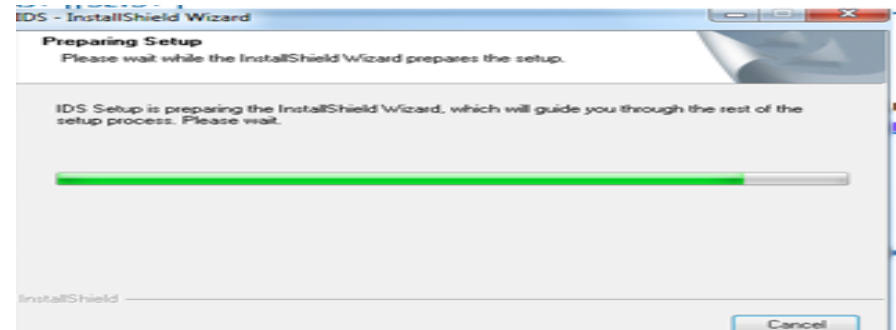 IDS - InstallShield Wizard
Preparing Setup
Please wait while the InstallShield Wizard prepares the setup.
IDS Setup is preparing the InstallShield Wizard, which will guide you through the rest of the
setup process. Please wait.
InstallShield
Cancel